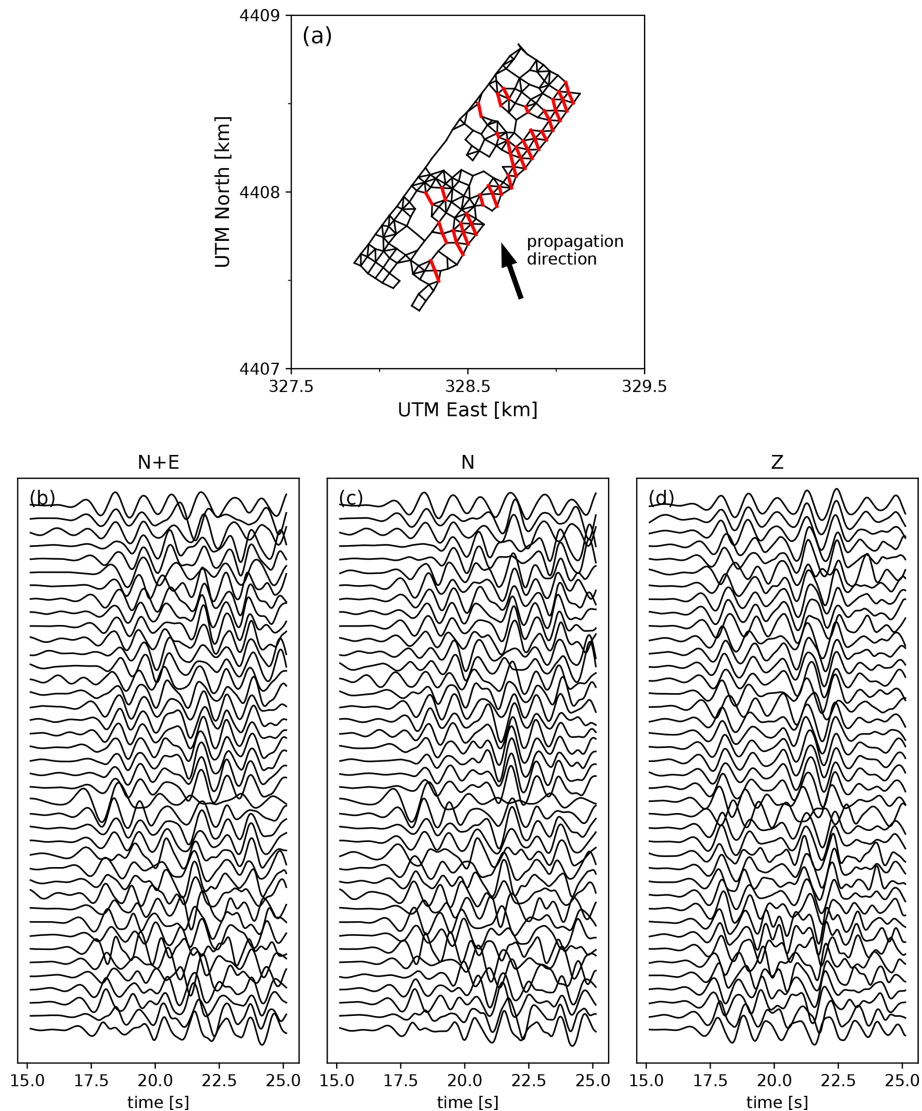 4409
(a)
UTM North [km]
4408
propagation
direction
4407
327.5
328.5
329.5
UTM East [km]
N+E
N
Z
(b)
(c)
(d)
15.0 17.5 20.0 22.5 25.0
15.0 17.5 20.0 22.5 25.0
15.0 17.5 20.0 22.5 25.0
time [s]
time [s]
time [s]